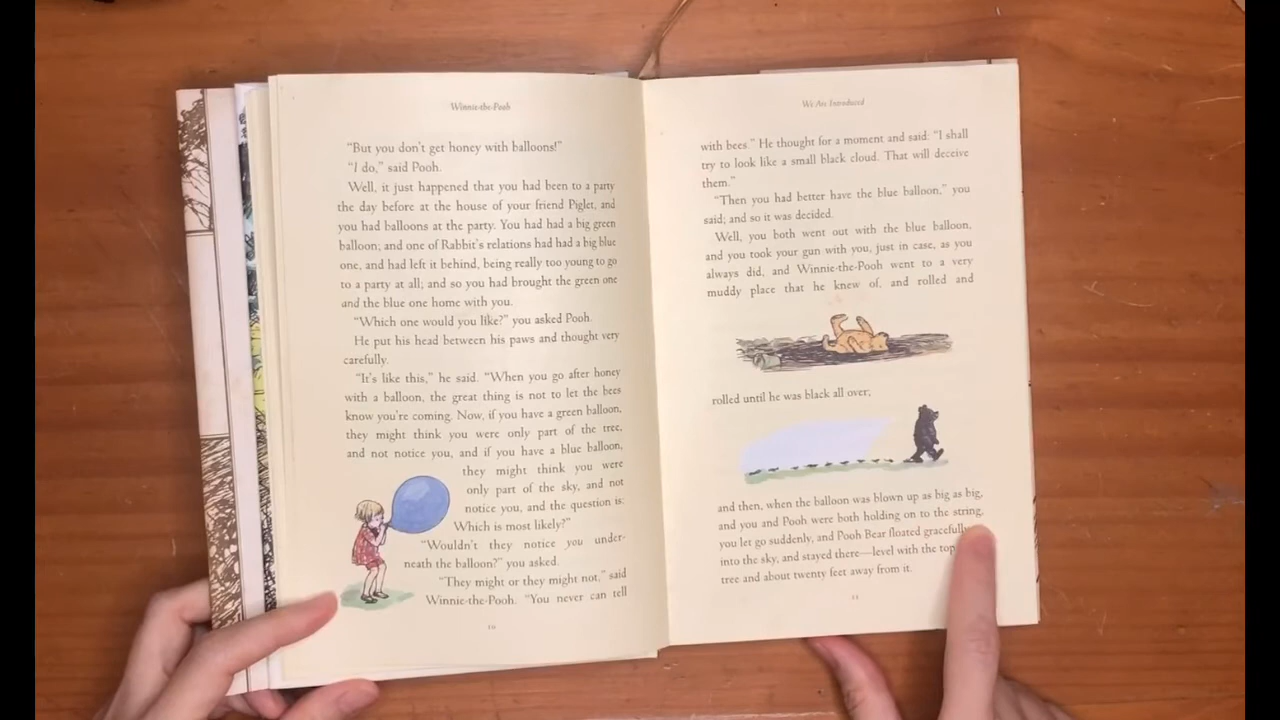 Winnie-the-Pooh
"But you don't get honey with balloons!"
"I do," said Pooh.
Well, it just happened that you had been to a party
the day before at the house of your friend Piglet, and
you had balloons at the party. You had had a big green
balloon; and one of Rabbit's relations had had a big blue
one, and had left it behind, being really too young to go
to a party at all; and so you had brought the green one
and the blue one home with you.
"Which one would you like?" you asked Pooh.
He put his head between his paws and thought very
carefully.
"It's like this," he said. "When you go after honey
with a balloon, the great thing is not to let the bees
know you're coming. Now, if you have a green balloon,
they might think you were only part of the tree,
and not notice you, and if you have a blue balloon,
they might think you were
only part of the sky, and not
notice you, and the question is:
Which is most likely?"
"Wouldn't they notice you under-
neath the balloon?" you asked.
"They might or they might not," said
Winnie-the-Pooh. "You never can tell
10
We Are Introduced
with bees." He thought for a moment and said: "I shall
try to look like a small black cloud. That will deceive
them."
"Then you had better have the blue balloon," you
said; and so it was decided.
Well, you both went out with the blue balloon,
and you took your gun with you, just in case, as you
always did, and Winnie-the-Pooh went to a very
muddy place that he knew of, and rolled and
rolled until he was black all over;
and then, when the balloon was blown up as big as big,
and you and Pooh were both holding on to the string,
you let go suddenly, and Pooh Bear floated gracefully
into the sky, and stayed there—level with the top
tree and about twenty feet away from it.
11